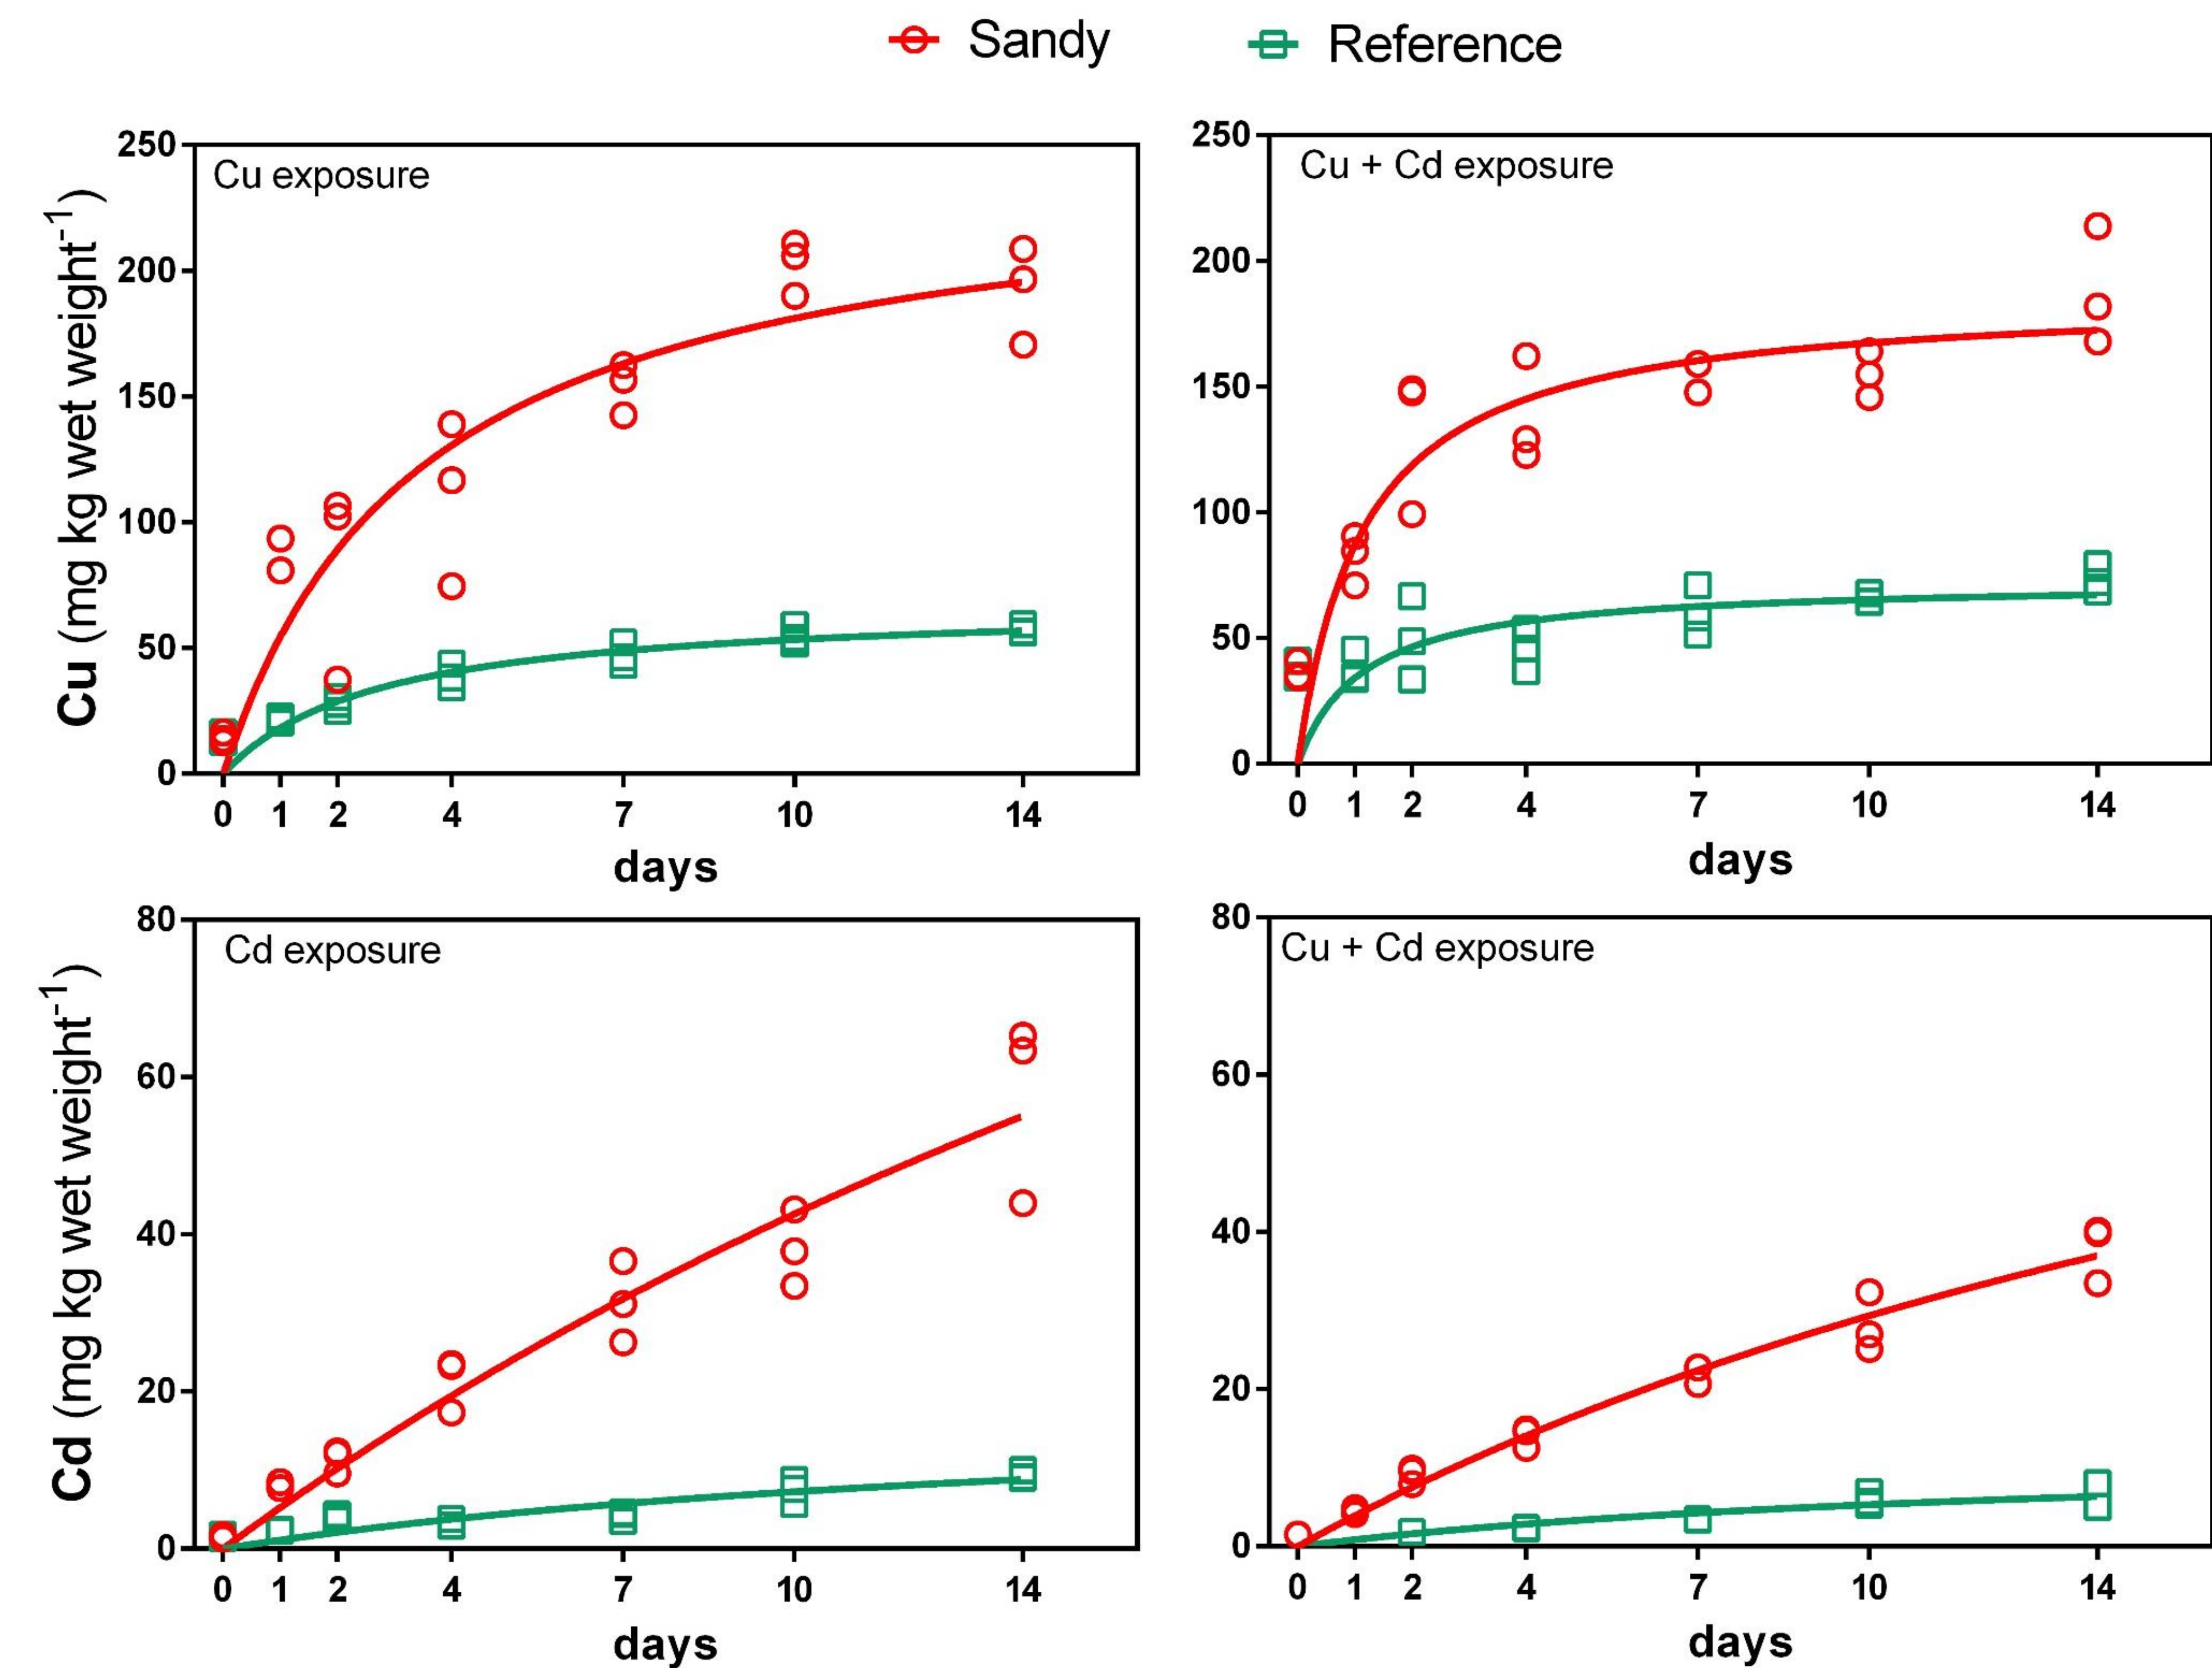 Sandy Reference
Cu exposure
Cu (mg kg wet weight-1)
250
200
150
100
50
0
0 1 2 4 7 10 14
days
Cu + Cd exposure
250
200
150
100
50
0
0 1 2 4 7 10 14
days
Cd exposure
Cd (mg kg wet weight-1)
80
60
40
20
0
0 1 2 4 7 10 14
days
Cu + Cd exposure
80
60
40
20
0
0 1 2 4 7 10 14
days